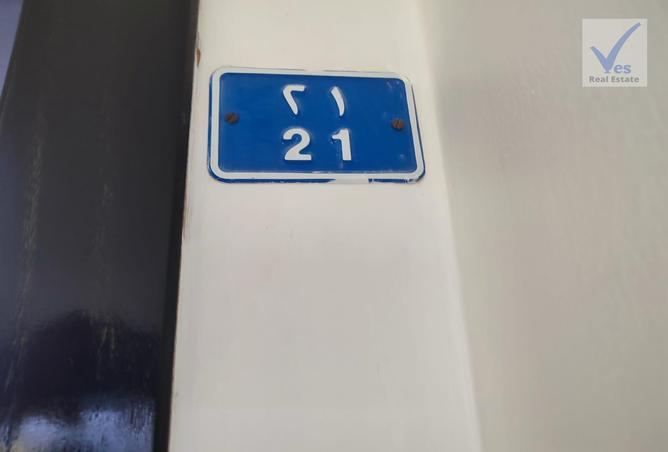 ٢١
21
Yes
Real Estate